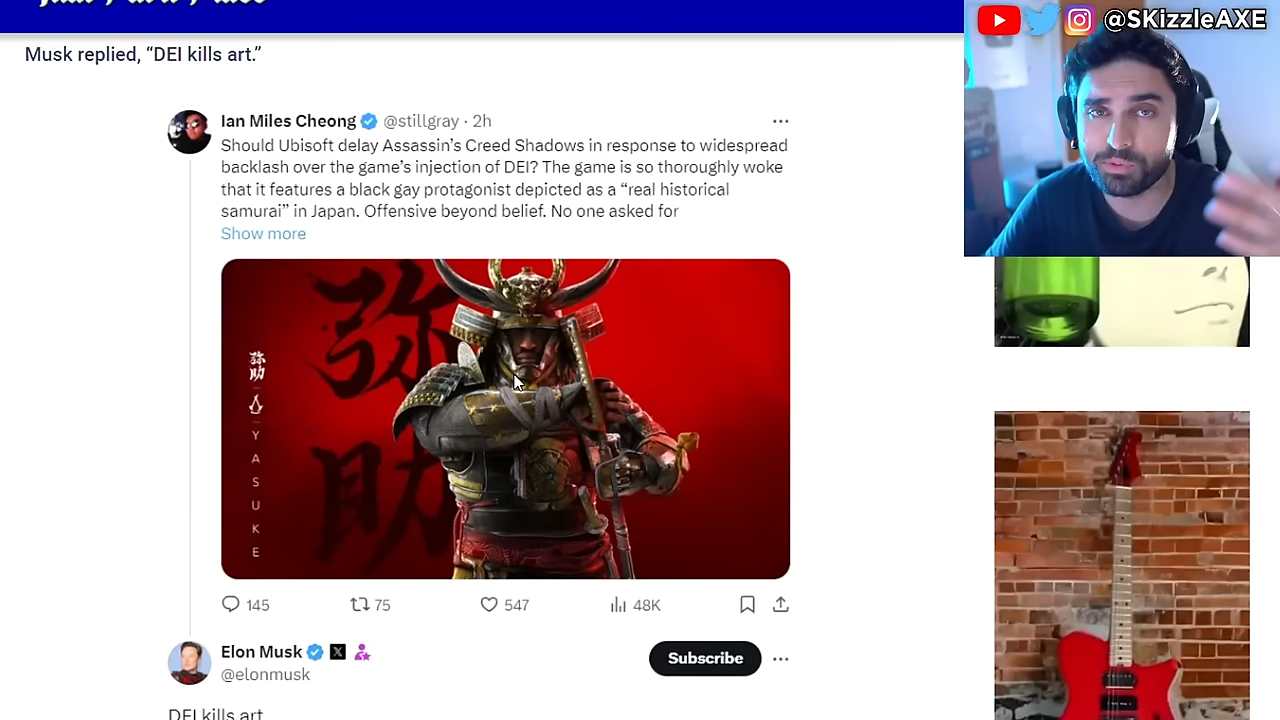 @SKizzleAXE
Musk replied, “DEI kills art.”
Ian Miles Cheong @stillgray · 2h
Should Ubisoft delay Assassin’s Creed Shadows in response to widespread
backlash over the game’s injection of DEI? The game is so thoroughly woke
that it features a black gay protagonist depicted as a “real historical
samurai” in Japan. Offensive beyond belief. No one asked for
Show more
弥助
弥助
YASUKE
145 75 547 48K
Elon Musk
@elonmusk
Subscribe
DEI kills art